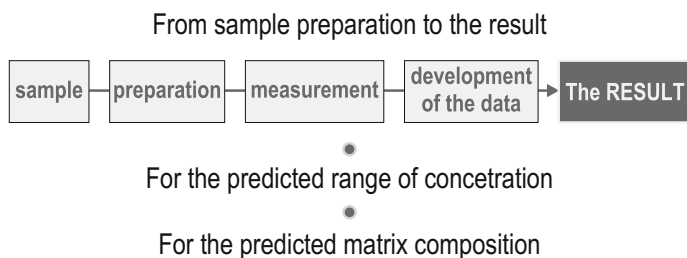 From sample preparation to the result
sample preparation measurement development of the data The RESULT
For the predicted range of concetration
For the predicted matrix composition